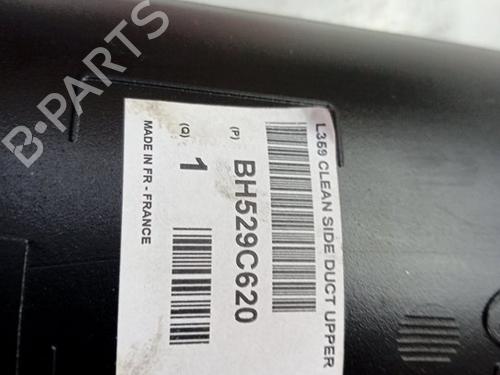 L359 CLEAN SIDE DUCT UPPER
(P)
BH529C620
(Q)
1
MADE IN FR - FRANCE
B-PARTS